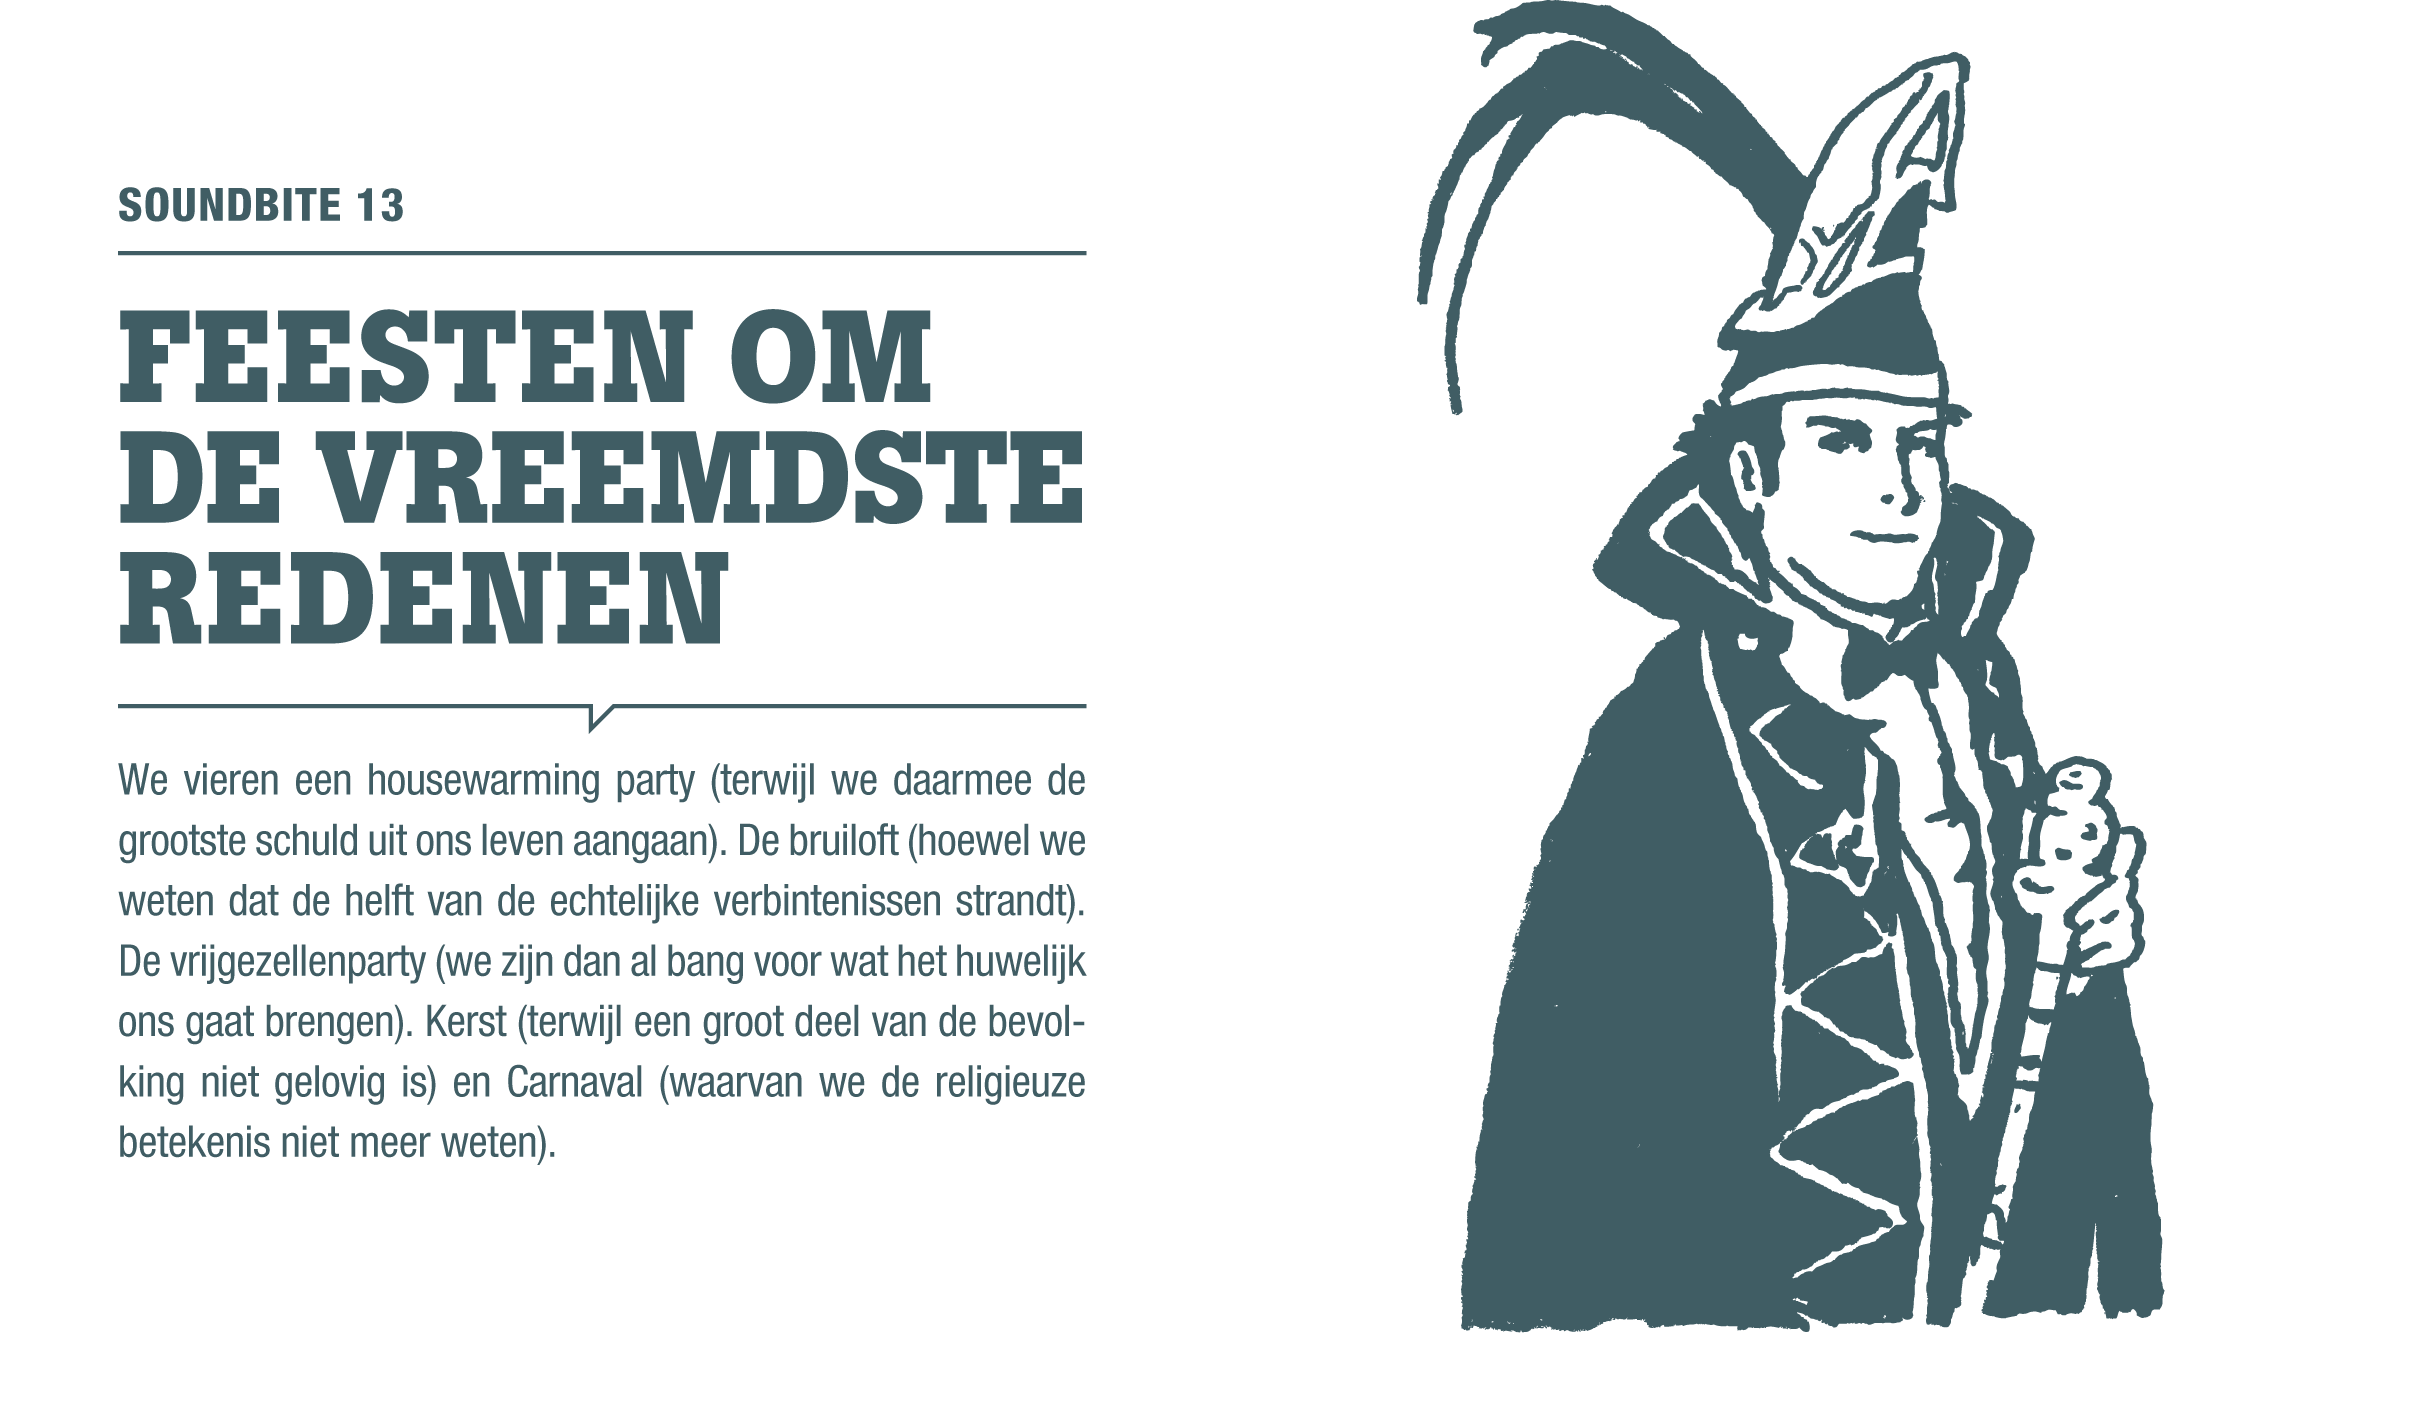 SOUNDBITE 13
FEESTEN OM
DE VREEMDSTE
REDENEN
We vieren een housewarming party (terwijl we daarmee de
grootste schuld uit ons leven aangaan). De bruiloft (hoewel we
weten dat de helft van de echtelijke verbintenissen strandt).
De vrijgezellenparty (we zijn dan al bang voor wat het huwelijk
ons gaat brengen). Kerst (terwijl een groot deel van de bevol-
king niet gelovig is) en Carnaval (waarvan we de religieuze
betekenis niet meer weten).